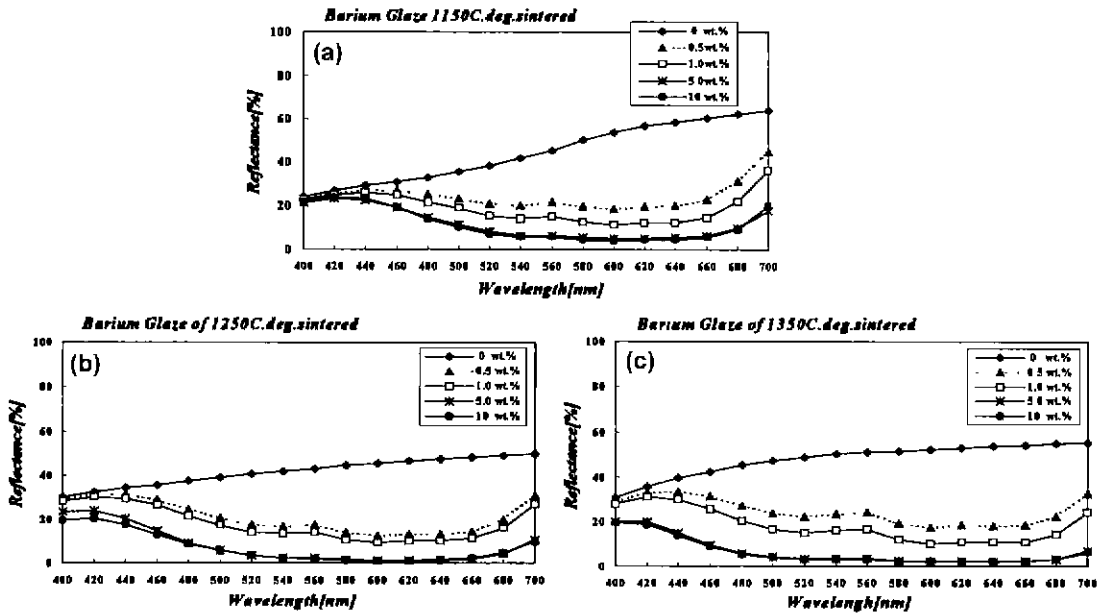 Barium Glaze 1150C.deg.sintered
(a)
0 wt.%
0.5wt.%
1.0wt.%
5.0wt.%
10 wt.%
100
80
60
40
20
0
Reflectance[%]
400 420 440 460 480 500 520 540 560 580 600 620 640 660 680 700
Wavelength[nm]
Barium Glaze of 1250C.deg.sintered
(b)
0 wt.%
0.5 wt.%
1.0 wt.%
5.0 wt.%
10 wt.%
100
80
60
40
20
0
Reflectance[%]
400 420 440 460 480 500 520 540 560 580 600 620 640 660 680 700
Wavelength[nm]
Barium Glaze of 1350C.deg.sintered
(c)
0 wt.%
0.5 wt.%
1.0 wt.%
5.0 wt.%
10 wt.%
100
80
60
40
20
0
Reflectance[%]
400 420 440 460 480 500 520 540 560 580 600 620 640 660 680 700
Wavelength[nm]